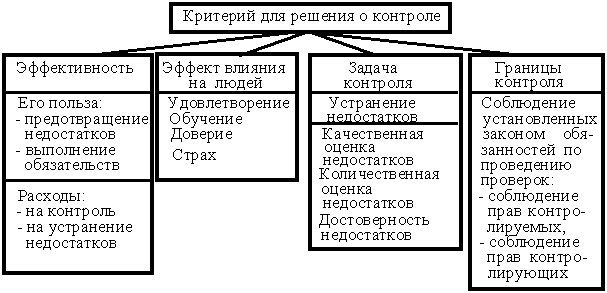 Критерий для решения о контроле
Эффективность
Его польза:
- предотвращение
недостатков
- выполнение
обязательств
Расходы:
- на контроль
- на устранение
недостатков
Эффект влияния
на людей
Удовлетворение
Обучение
Доверие
Страх
Задача
контроля
Устранение
недостатков
Качественная
оценка
недостатков
Количественная
оценка
недостатков
Достоверность
недостатков
Границы
контроля
Соблюдение
установленных
законом обя-
занностей по
проведению
проверок:
- соблюдение
прав контро-
лируемых,
- соблюдение
прав контро-
лирующих